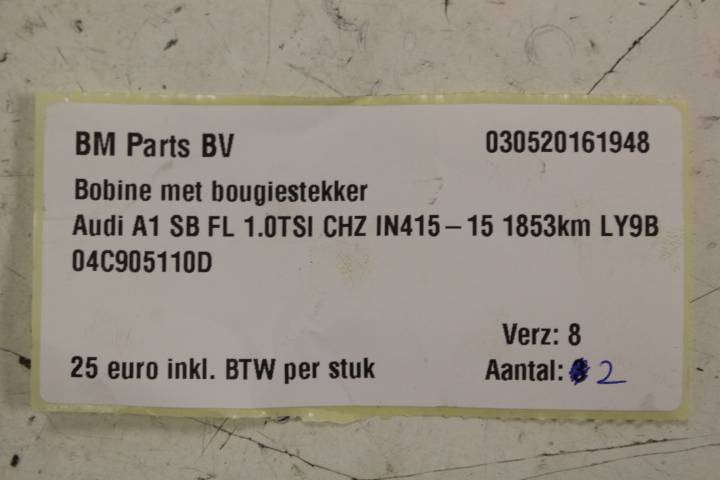 BM Parts BV 030520161948
Bobine met bougiestekker
Audi A1 SB FL 1.0TSI CHZ IN415-15 1853km LY9B
04C905110D
Verz: 8
25 euro inkl. BTW per stuk Aantal: 2